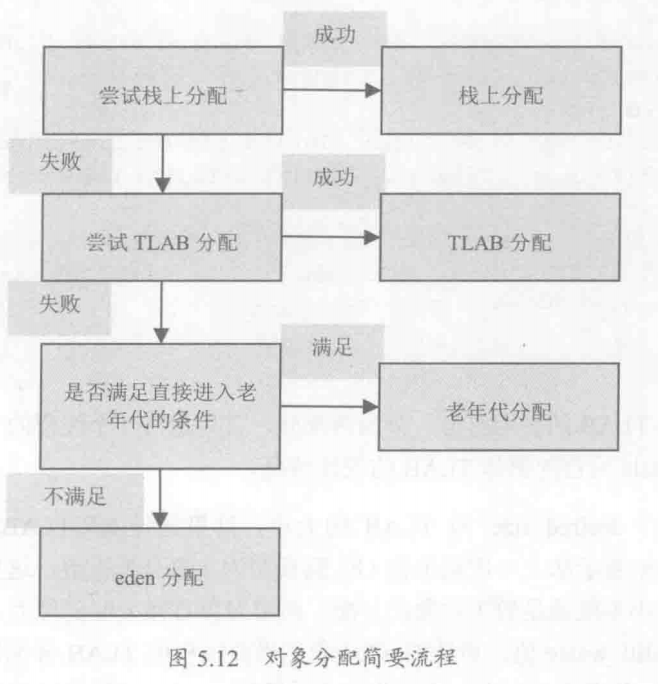 成功
尝试栈上分配
栈上分配
失败
成功
尝试 TLAB 分配
TLAB 分配
失败
满足
是否满足直接进入老
年代的条件
老年代分配
不满足
eden 分配
图 5.12 对象分配简要流程